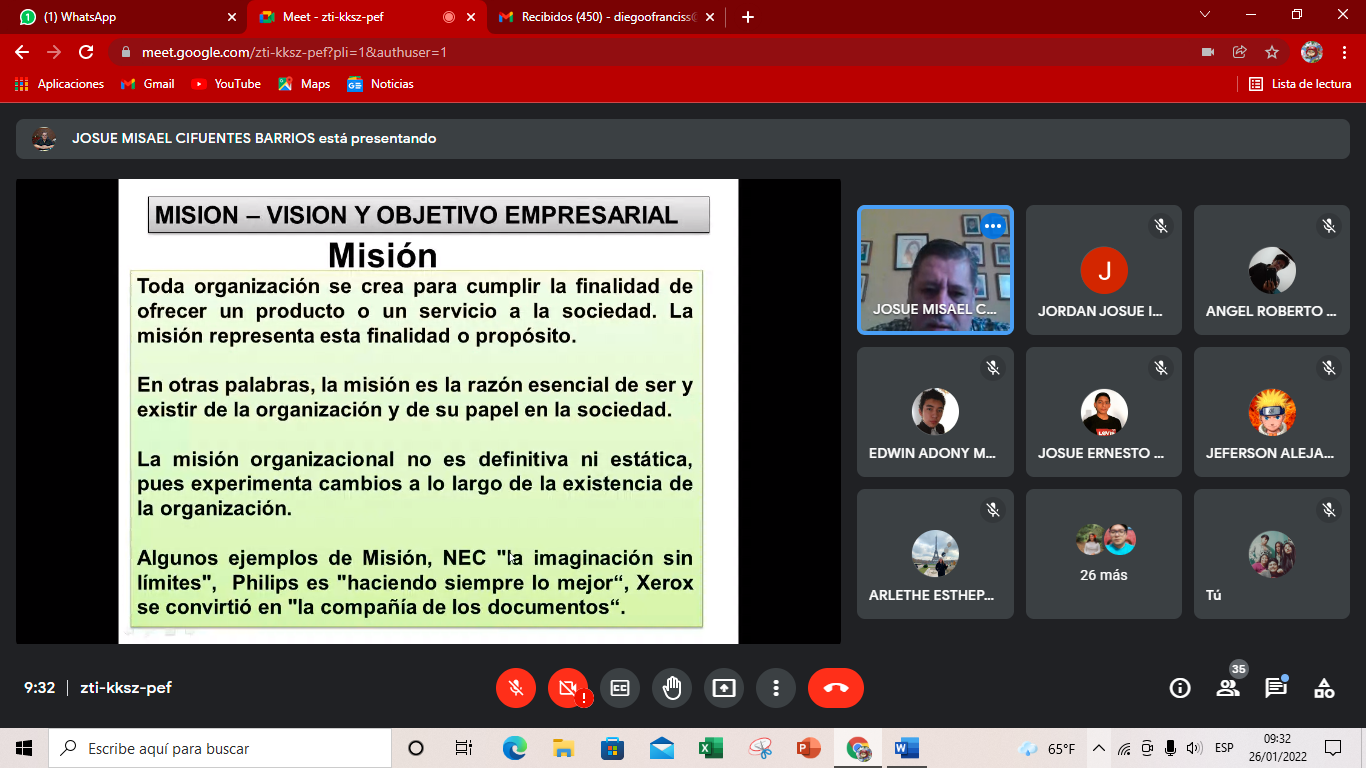 (1) WhatsApp
Meet - zti-kksz-pef
Recibidos (450) - diegoofranciss
meet.google.com/zti-kksz-pef?pli=1&authuser=1
Aplicaciones
Gmail
YouTube
Maps
Noticias
Lista de lectura
JOSUE MISAEL CIFUENTES BARRIOS está presentando
MISION – VISION Y OBJETIVO EMPRESARIAL
Misión
Toda organización se crea para cumplir la finalidad de
ofrecer un producto o un servicio a la sociedad. La
misión representa esta finalidad o propósito.
En otras palabras, la misión es la razón esencial de ser y
existir de la organización y de su papel en la sociedad.
La misión organizacional no es definitiva ni estática,
pues experimenta cambios a lo largo de la existencia de
la organización.
Algunos ejemplos de Misión, NEC "la imaginación sin
límites", Philips es "haciendo siempre lo mejor“, Xerox
se convirtió en "la compañía de los documentos“.
JOSUE MISAEL C...
J
JORDAN JOSUE I...
ANGEL ROBERTO ...
EDWIN ADONY M...
JOSUE ERNESTO ...
JEFERSON ALEJA...
ARLETHE ESTHEP...
26 más
Tú
9:32 | zti-kksz-pef
35
Escribe aquí para buscar
65°F
ESP
09:32
26/01/2022